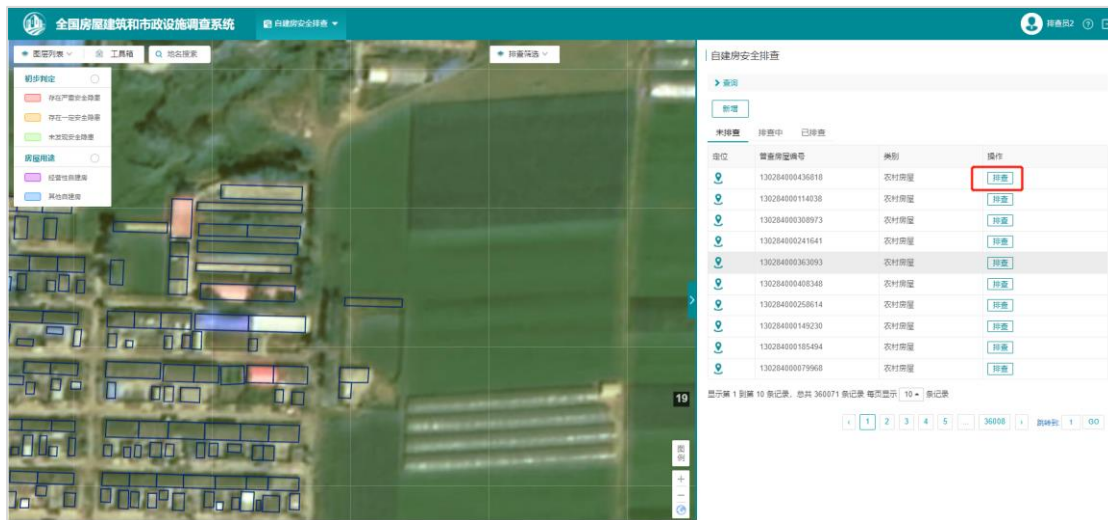 全国房屋建筑和市政设施调查系统
自建房安全排查
排查员2
图层列表 工具箱 地名搜索
排查筛选
初步判定
存在严重安全隐患
存在一定安全隐患
未发现安全隐患
房屋用途
经营性自建房
其他自建房
图例
19
自建房安全排查
查询
新增
未排查 排查中 已排查
定位 普查房屋编号 类别 操作
130284000436818 农村房屋 排查
130284000114038 农村房屋 排查
130284000308973 农村房屋 排查
130284000241641 农村房屋 排查
130284000363093 农村房屋 排查
130284000408348 农村房屋 排查
130284000258614 农村房屋 排查
130284000149230 农村房屋 排查
130284000185494 农村房屋 排查
130284000079968 农村房屋 排查
显示第 1 到第 10 条记录，总共 360071 条记录 每页显示 10 条记录
‹ 1 2 3 4 5 ... 36008 › 跳转到 1 GO